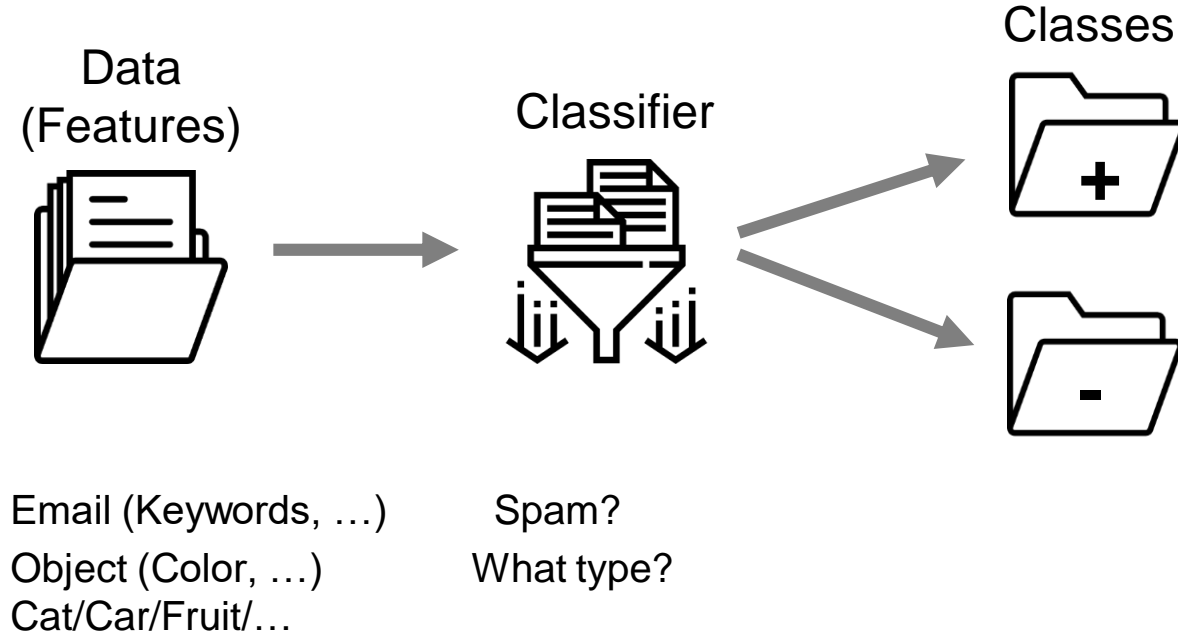 Data
(Features)
Classifier
Classes
+
-
Email (Keywords, …)
Spam?
Object (Color, …)
What type?
Cat/Car/Fruit/…